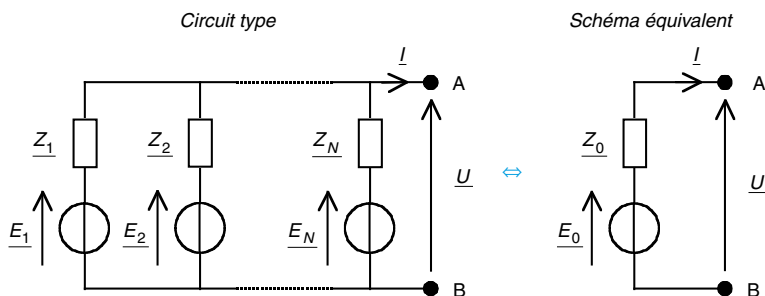 Circuit type
Schéma équivalent
I
A
I
A
Z1
Z2
ZN
Z0
U
⇔
U
E1
E2
EN
E0
B
B